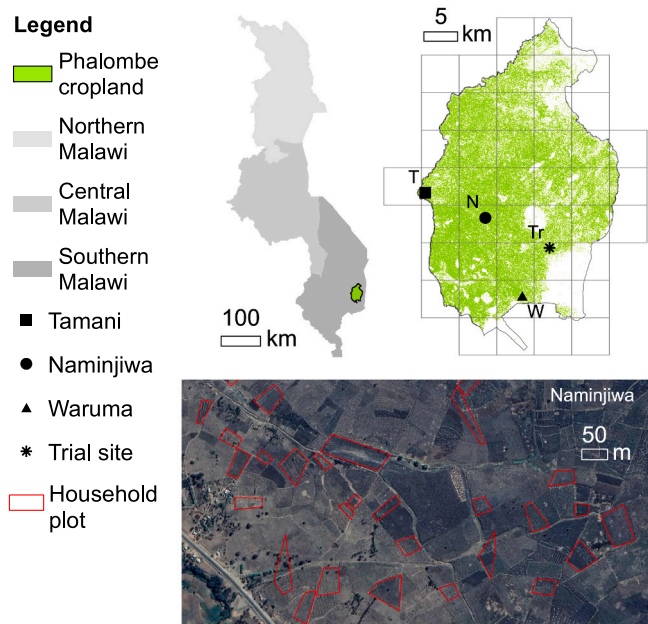 Legend
Phalombe
cropland
Northern
Malawi
Central
Malawi
Southern
Malawi
Tamani
Naminjiwa
Waruma
Trial site
Household
plot
100
km
5
km
T
N
Tr
W
Naminjiwa
50
m